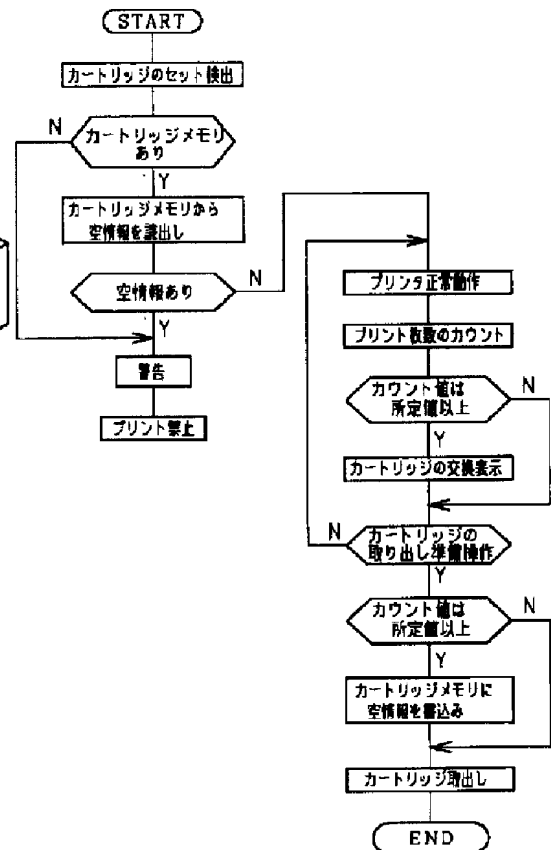 START
カートリッジのセット検出
N
カートリッジメモリ
あり
Y
カートリッジメモリから
空情報を読出し
空情報あり
N
Y
警告
プリント禁止
プリンタ正常動作
プリント枚数のカウント
カウント値は
所定値以上
N
Y
カートリッジの交換表示
N
カートリッジの
取り出し準備操作
Y
カウント値は
所定値以上
N
Y
カートリッジメモリに
空情報を書込み
カートリッジ取出し
END